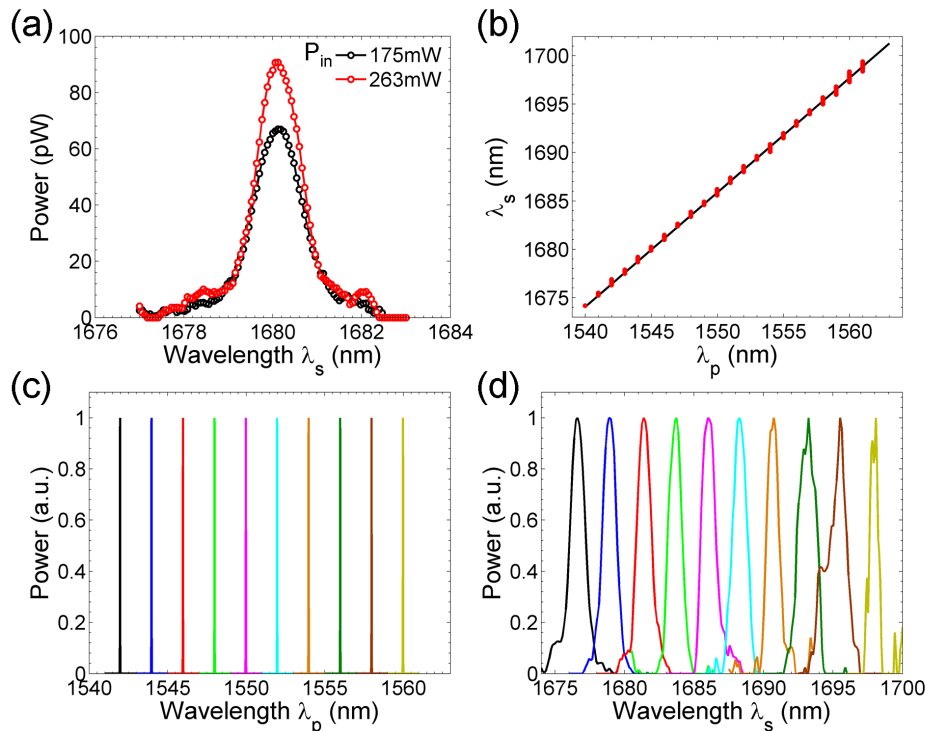 (a)
100
80
60
40
20
0
Power (pW)
P_in
175mW
263mW
1676 1678 1680 1682 1684
Wavelength λ_s (nm)
(b)
1700
1695
1690
1685
1680
1675
λ_s (nm)
1540 1545 1550 1555 1560
λ_p (nm)
(c)
1
0.8
0.6
0.4
0.2
0
Power (a.u.)
1540 1545 1550 1555 1560
Wavelength λ_p (nm)
(d)
1
0.8
0.6
0.4
0.2
0
Power (a.u.)
1675 1680 1685 1690 1695 1700
Wavelength λ_s (nm)